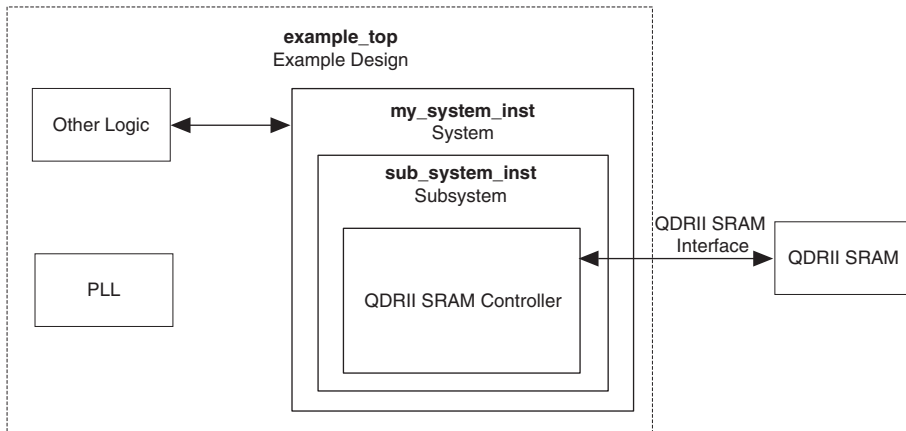 example_top
Example Design
Other Logic
my_system_inst
System
sub_system_inst
Subsystem
QDRII SRAM
Interface
QDRII SRAM
PLL
QDRII SRAM Controller